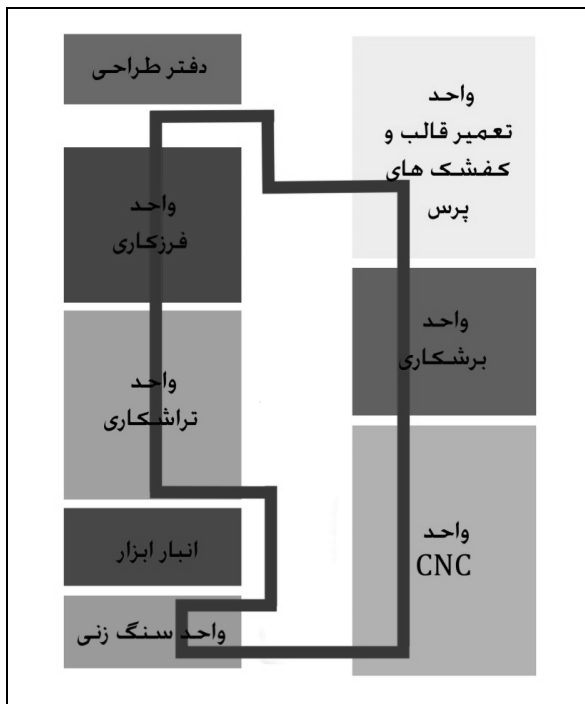 دفتر طراحی
واحد
تعمیر قالب و
کفشک های
پرس
واحد
فرزکاری
واحد
برشکاری
واحد
تراشکاری
انبار ابزار
واحد
CNC
واحد سنگ زنی